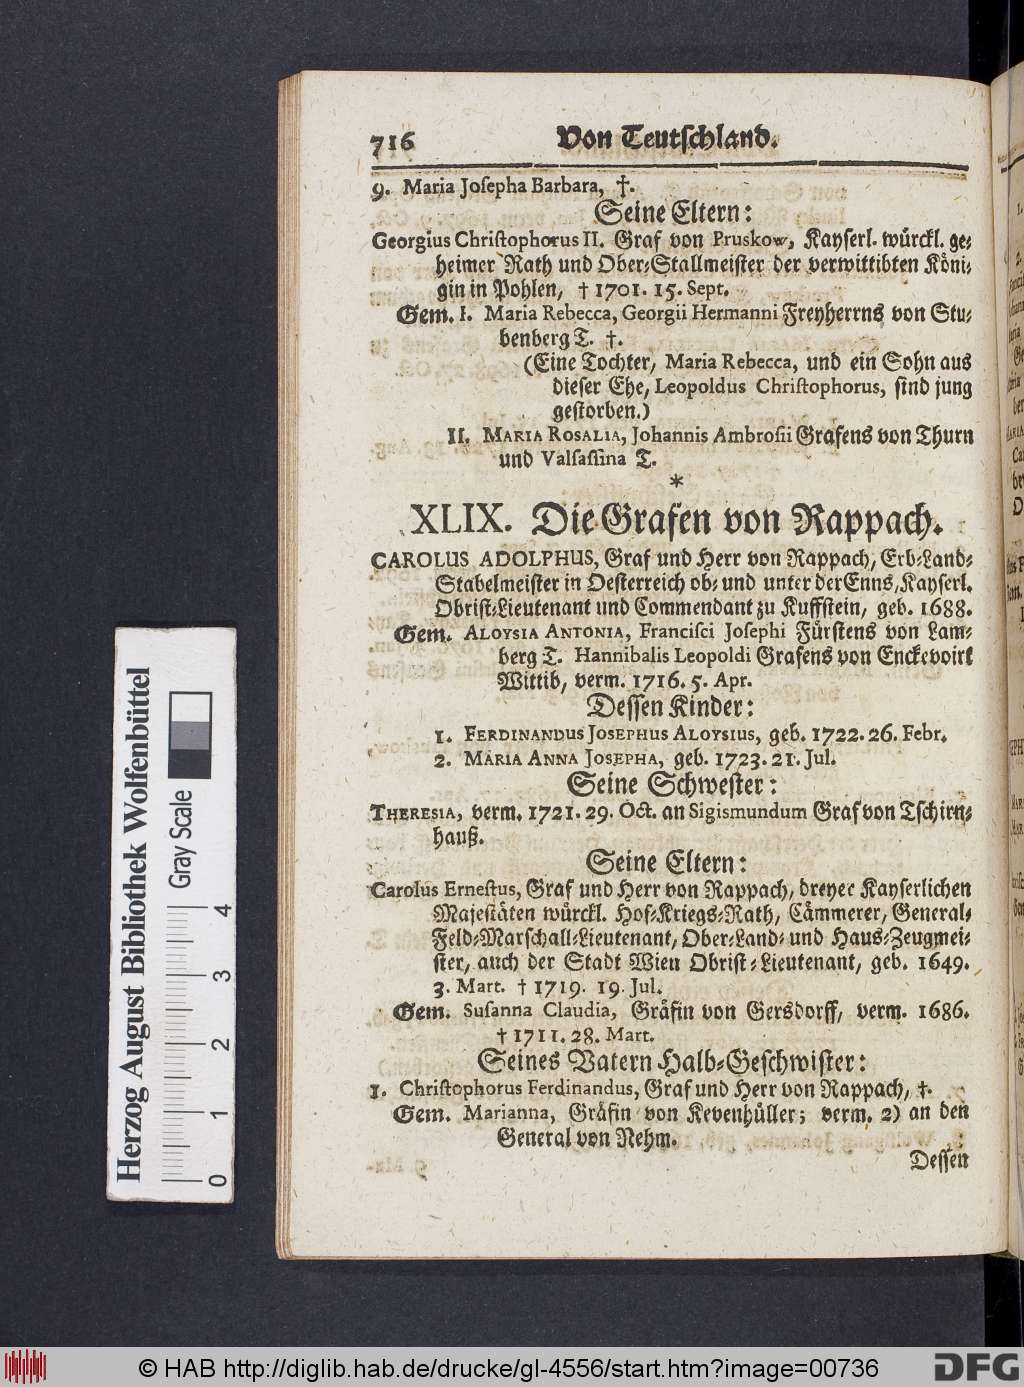 716 Von Teutschland.
9. Maria Josepha Barbara, †.
Seine Eltern:
Georgius Christophorus II. Graf von Pruskow, Kayserl. würckl. ge-
heimer Rath und Ober-Stallmeister der verwittibten Köni-
gin in Pohlen, † 1701. 15. Sept.
Gem. I. Maria Rebecca, Georgii Hermanni Freyherrns von Stu-
benberg T. †.
(Eine Tochter, Maria Rebecca, und ein Sohn aus
dieser Ehe, Leopoldus Christophorus, sind jung
gestorben.)
II. MARIA ROSALIA, Johannis Ambrosii Grafens von Thurn
und Valsassina T.
*
XLIX. Die Grafen von Rappach.
CAROLUS ADOLPHUS, Graf und Herr von Rappach, Erb-Land-
Stabelmeister in Oesterreich ob- und unter der Enns, Kayserl.
Obrist-Lieutenant und Commendant zu Kuffstein, geb. 1688.
Gem. ALOYSIA ANTONIA, Francisci Josephi Fürstens von Lam-
berg T. Hannibalis Leopoldi Grafens von Enckevoirt
Wittib, verm. 1716. 5. Apr.
Dessen Kinder:
1. FERDINANDUS JOSEPHUS ALOYSIUS, geb. 1722. 26. Febr.
2. MARIA ANNA JOSEPHA, geb. 1723. 21. Jul.
Seine Schwester:
THERESIA, verm. 1721. 29. Oct. an Sigismundum Graf von Tschirn-
hauß.
Seine Eltern:
Carolus Ernestus, Graf und Herr von Rappach, dreyer Kayserlichen
Majestäten würckl. Hof-Kriegs-Rath, Cämmerer, General-
Feld-Marschall-Lieutenant, Ober-Land- und Haus-Zeugmei-
ster, auch der Stadt Wien Obrist-Lieutenant, geb. 1649.
3. Mart. † 1719. 19. Jul.
Gem. Susanna Claudia, Gräfin von Gersdorff, verm. 1686.
† 1711. 28. Mart.
Seines Vatern Halb-Geschwister:
1. Christophorus Ferdinandus, Graf und Herr von Rappach, †.
Gem. Marianna, Gräfin von Kevenhüller; verm. 2) an den
General von Nehm.
Dessen
Herzog August Bibliothek Wolfenbüttel
Gray Scale
0 1 2 3 4
© HAB http://diglib.hab.de/drucke/gl-4556/start.htm?image=00736
DFG